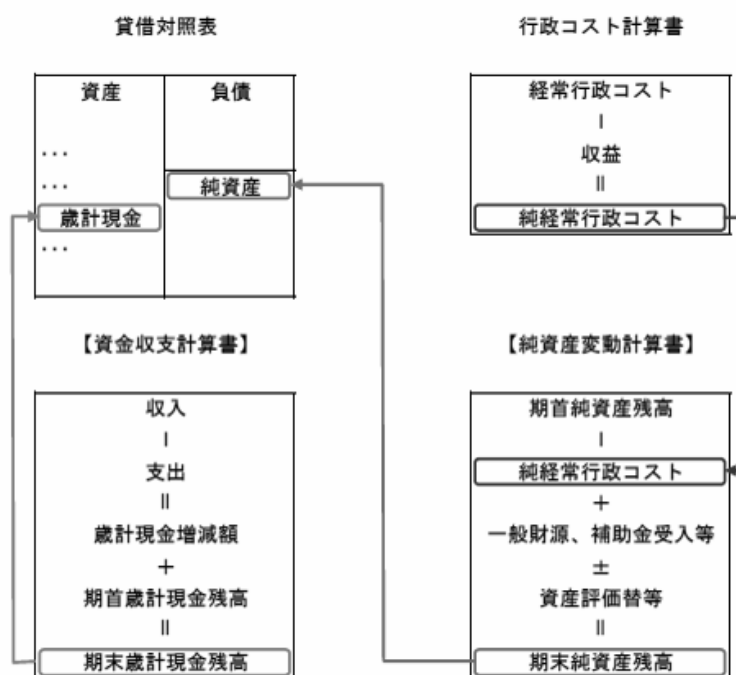 貸借対照表
資産
負債
...
...
純資産
歳計現金
...
行政コスト計算書
経常行政コスト
−
収益
＝
純経常行政コスト
【資金収支計算書】
収入
−
支出
＝
歳計現金増減額
＋
期首歳計現金残高
＝
期末歳計現金残高
【純資産変動計算書】
期首純資産残高
−
純経常行政コスト
＋
一般財源、補助金受入等
±
資産評価替等
＝
期末純資産残高